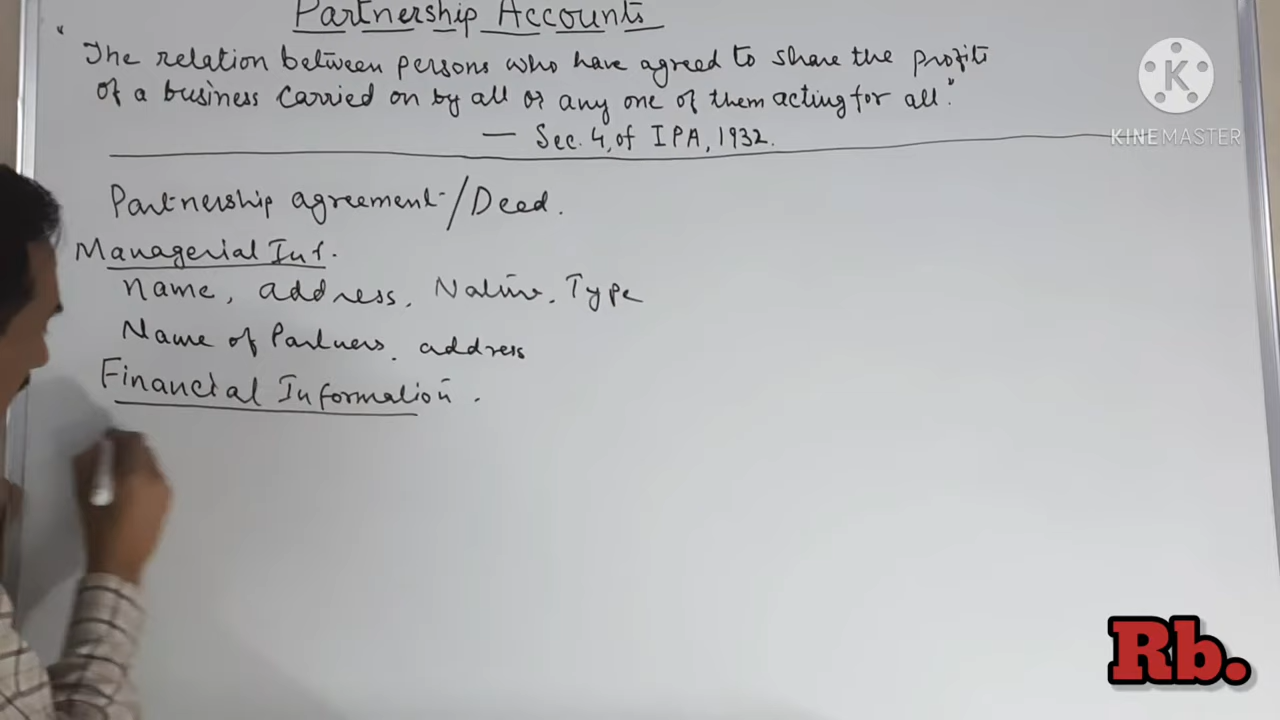 Partnership Accounts
"The relation between persons who have agreed to share the profits
of a business carried on by all or any one of them acting for all."
— Sec. 4, of IPA, 1932.
Partnership agreement/Deed.
Managerial Inf.
Name, address, Nature, Type
Name of Partners, address
Financial Information.
K
KINEMASTER
Rb.